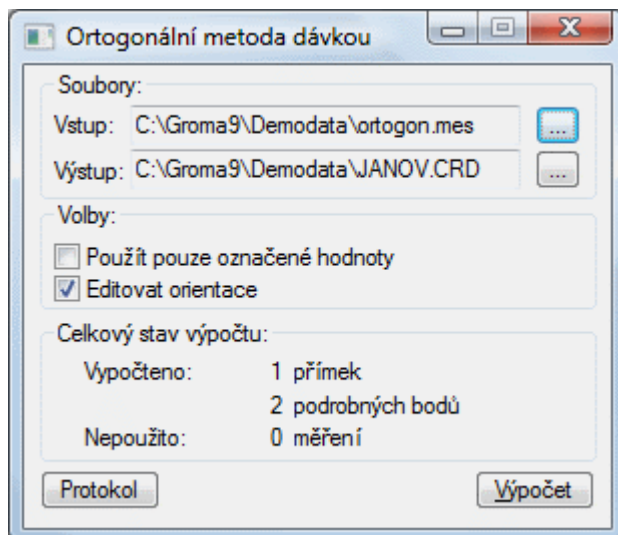 Ortogonální metoda dávkou
Soubory:
Vstup: C:\Groma9\Demodata\ortogon.mes ...
Výstup: C:\Groma9\Demodata\JANOV.CRD ...
Volby:
Použít pouze označené hodnoty
Editovat orientace
Celkový stav výpočtu:
Vypočteno: 1 přímek
2 podrobných bodů
Nepoužito: 0 měření
Protokol Výpočet